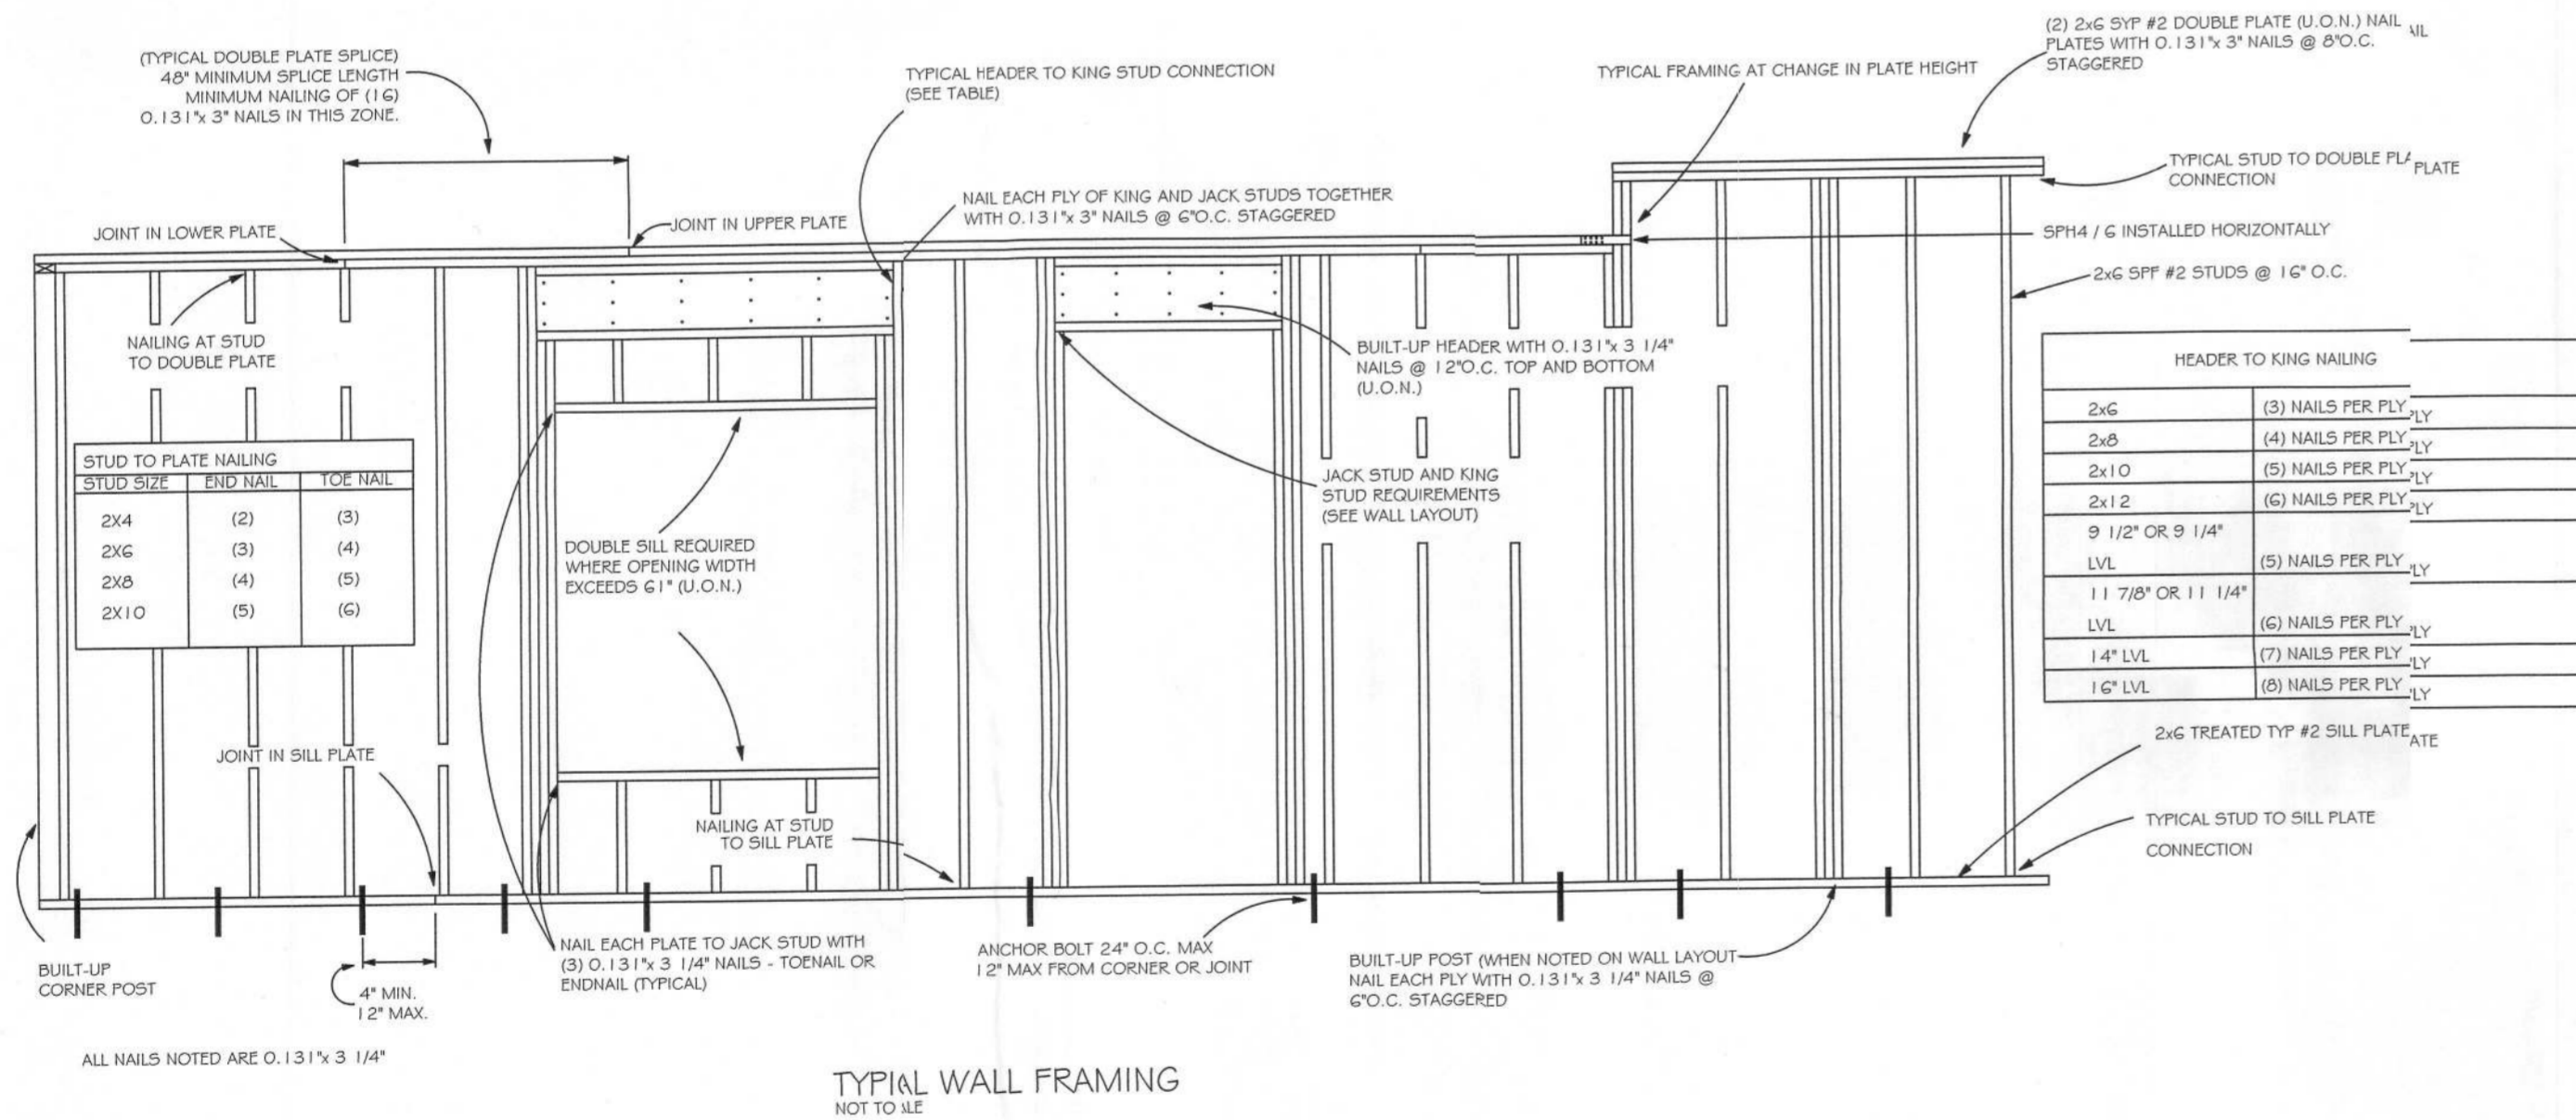 (TYPICAL DOUBLE PLATE SPLICE)
48" MINIMUM SPLICE LENGTH
MINIMUM NAILING OF (16)
0.131"x 3" NAILS IN THIS ZONE.
TYPICAL HEADER TO KING STUD CONNECTION
(SEE TABLE)
TYPICAL FRAMING AT CHANGE IN PLATE HEIGHT
(2) 2x6 SYP #2 DOUBLE PLATE (U.O.N.) NAIL
PLATES WITH 0.131"x 3" NAILS @ 8"O.C.
STAGGERED
AIL
TYPICAL STUD TO DOUBLE PLA
CONNECTION
PLATE
JOINT IN LOWER PLATE
JOINT IN UPPER PLATE
NAIL EACH PLY OF KING AND JACK STUDS TOGETHER
WITH 0.131"x 3" NAILS @ 6"O.C. STAGGERED
SPH4 / 6 INSTALLED HORIZONTALLY
2x6 SPF #2 STUDS @ 16" O.C.
NAILING AT STUD
TO DOUBLE PLATE
BUILT-UP HEADER WITH 0.131"x 3 1/4"
NAILS @ 12"O.C. TOP AND BOTTOM
(U.O.N.)
STUD TO PLATE NAILING
STUD SIZE END NAIL TOE NAIL
2X4 (2) (3)
2X6 (3) (4)
2X8 (4) (5)
2X10 (5) (6)
JACK STUD AND KING
STUD REQUIREMENTS
(SEE WALL LAYOUT)
DOUBLE SILL REQUIRED
WHERE OPENING WIDTH
EXCEEDS 61" (U.O.N.)
HEADER TO KING NAILING
2x6 (3) NAILS PER PLY
PLY
2x8 (4) NAILS PER PLY
PLY
2x10 (5) NAILS PER PLY
PLY
2x12 (6) NAILS PER PLY
PLY
9 1/2" OR 9 1/4"
LVL (5) NAILS PER PLY
PLY
11 7/8" OR 11 1/4"
LVL (6) NAILS PER PLY
PLY
14" LVL (7) NAILS PER PLY
LY
16" LVL (8) NAILS PER PLY
LY
2x6 TREATED TYP #2 SILL PLATE
ATE
JOINT IN SILL PLATE
NAILING AT STUD
TO SILL PLATE
TYPICAL STUD TO SILL PLATE
CONNECTION
BUILT-UP
CORNER POST
4" MIN.
12" MAX.
NAIL EACH PLATE TO JACK STUD WITH
(3) 0.131"x 3 1/4" NAILS - TOENAIL OR
ENDNAIL (TYPICAL)
ANCHOR BOLT 24" O.C. MAX
12" MAX FROM CORNER OR JOINT
BUILT-UP POST (WHEN NOTED ON WALL LAYOUT
NAIL EACH PLY WITH 0.131"x 3 1/4" NAILS @
6"O.C. STAGGERED
ALL NAILS NOTED ARE 0.131"x 3 1/4"
TYPICAL WALL FRAMING
NOT TO